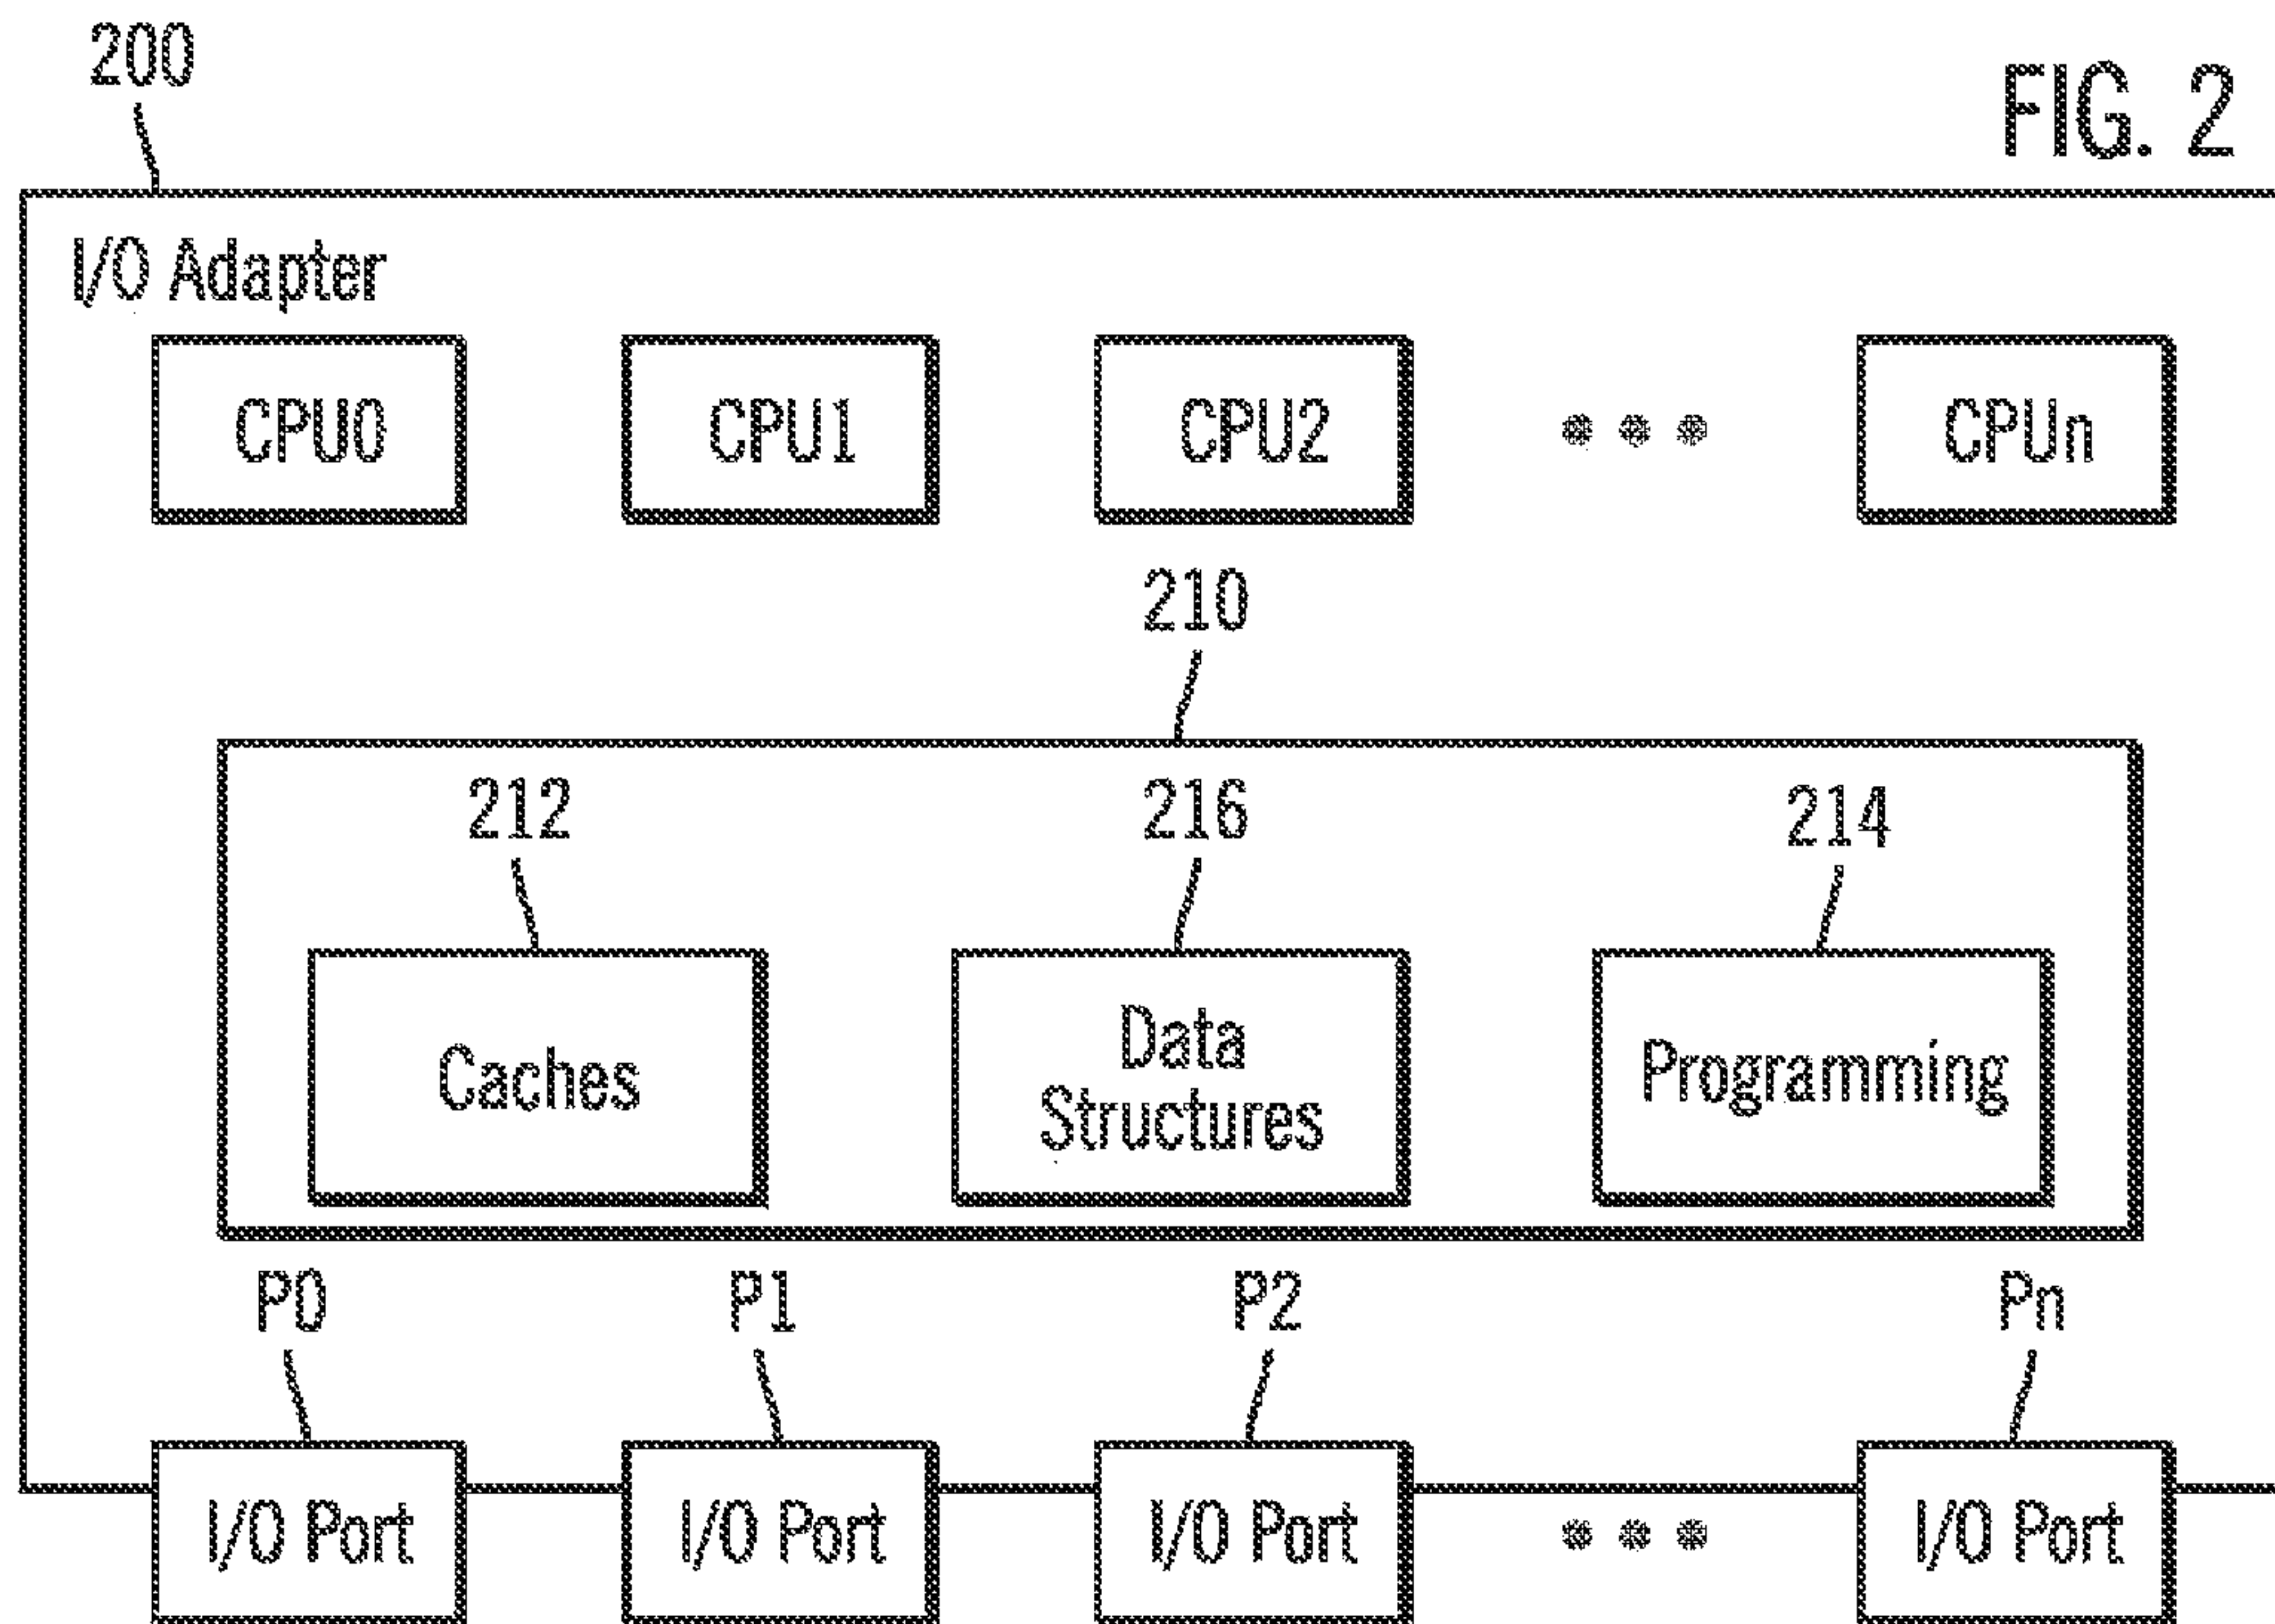 200
FIG. 2
I/O Adapter
CPU0 CPU1 CPU2 CPUn
210
212 216 214
Caches
Data
Structures
Programming
P0 P1 P2 Pn
I/O Port I/O Port I/O Port I/O Port